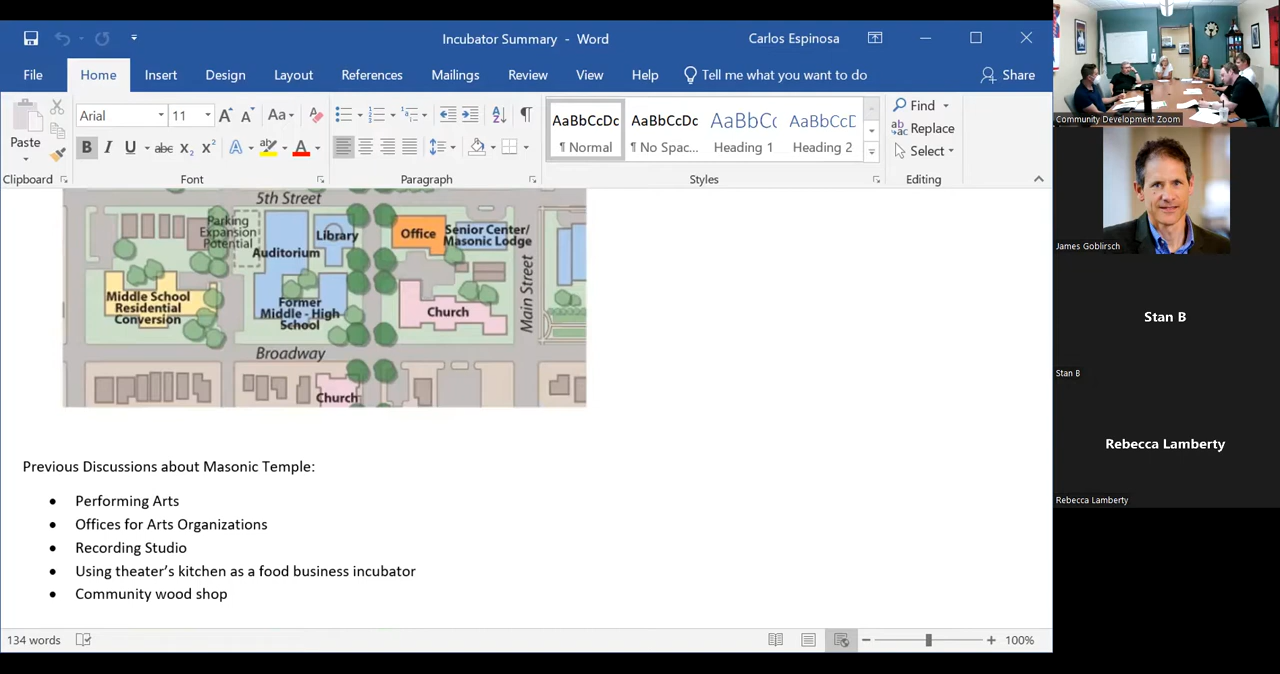 Incubator Summary - Word
Carlos Espinosa
File Home Insert Design Layout References Mailings Review View Help Tell me what you want to do Share
Paste
Arial 11
Aa
B I U abc X₂ X² A A
AaBbCcDc AaBbCcDc AaBbCc AaBbCcD
¶ Normal ¶ No Spac... Heading 1 Heading 2
Find
Replace
Select
Clipboard Font Paragraph Styles Editing
5th Street
Parking
Expansion
Potential
Auditorium
Library
Office
Senior Center/
Masonic Lodge
Middle School
Residential
Conversion
Former
Middle - High
School
Church
Main Street
Broadway
Church
Previous Discussions about Masonic Temple:
• Performing Arts
• Offices for Arts Organizations
• Recording Studio
• Using theater's kitchen as a food business incubator
• Community wood shop
134 words
100%
Community Development Zoom
James Goblirsch
Stan B
Stan B
Rebecca Lamberty
Rebecca Lamberty